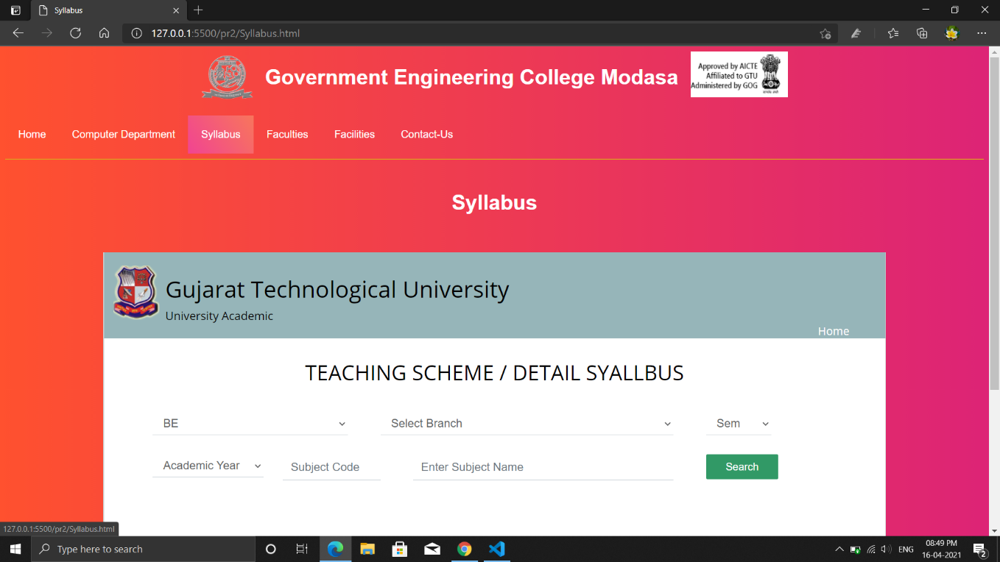 Syllabus
127.0.0.1:5500/pr2/Syllabus.html
Government Engineering College Modasa
Approved by AICTE
Affiliated to GTU
Administered by GOG
Home Computer Department Syllabus Faculties Facilities Contact-Us
Syllabus
Gujarat Technological University
University Academic
Home
TEACHING SCHEME / DETAIL SYALLBUS
BE Select Branch Sem
Academic Year Subject Code Enter Subject Name Search
127.0.0.1:5500/pr2/Syllabus.html
Type here to search
ENG
08:49 PM
16-04-2021
2